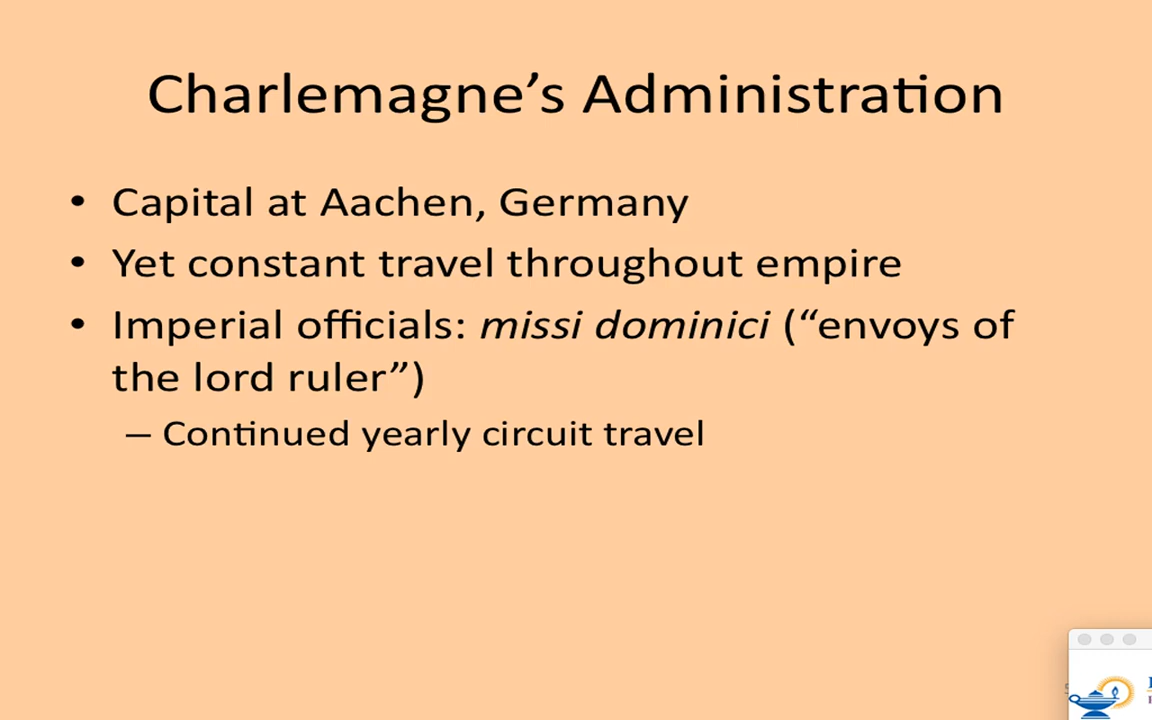 Charlemagne’s Administration
• Capital at Aachen, Germany
• Yet constant travel throughout empire
• Imperial officials: missi dominici (“envoys of
the lord ruler”)
– Continued yearly circuit travel